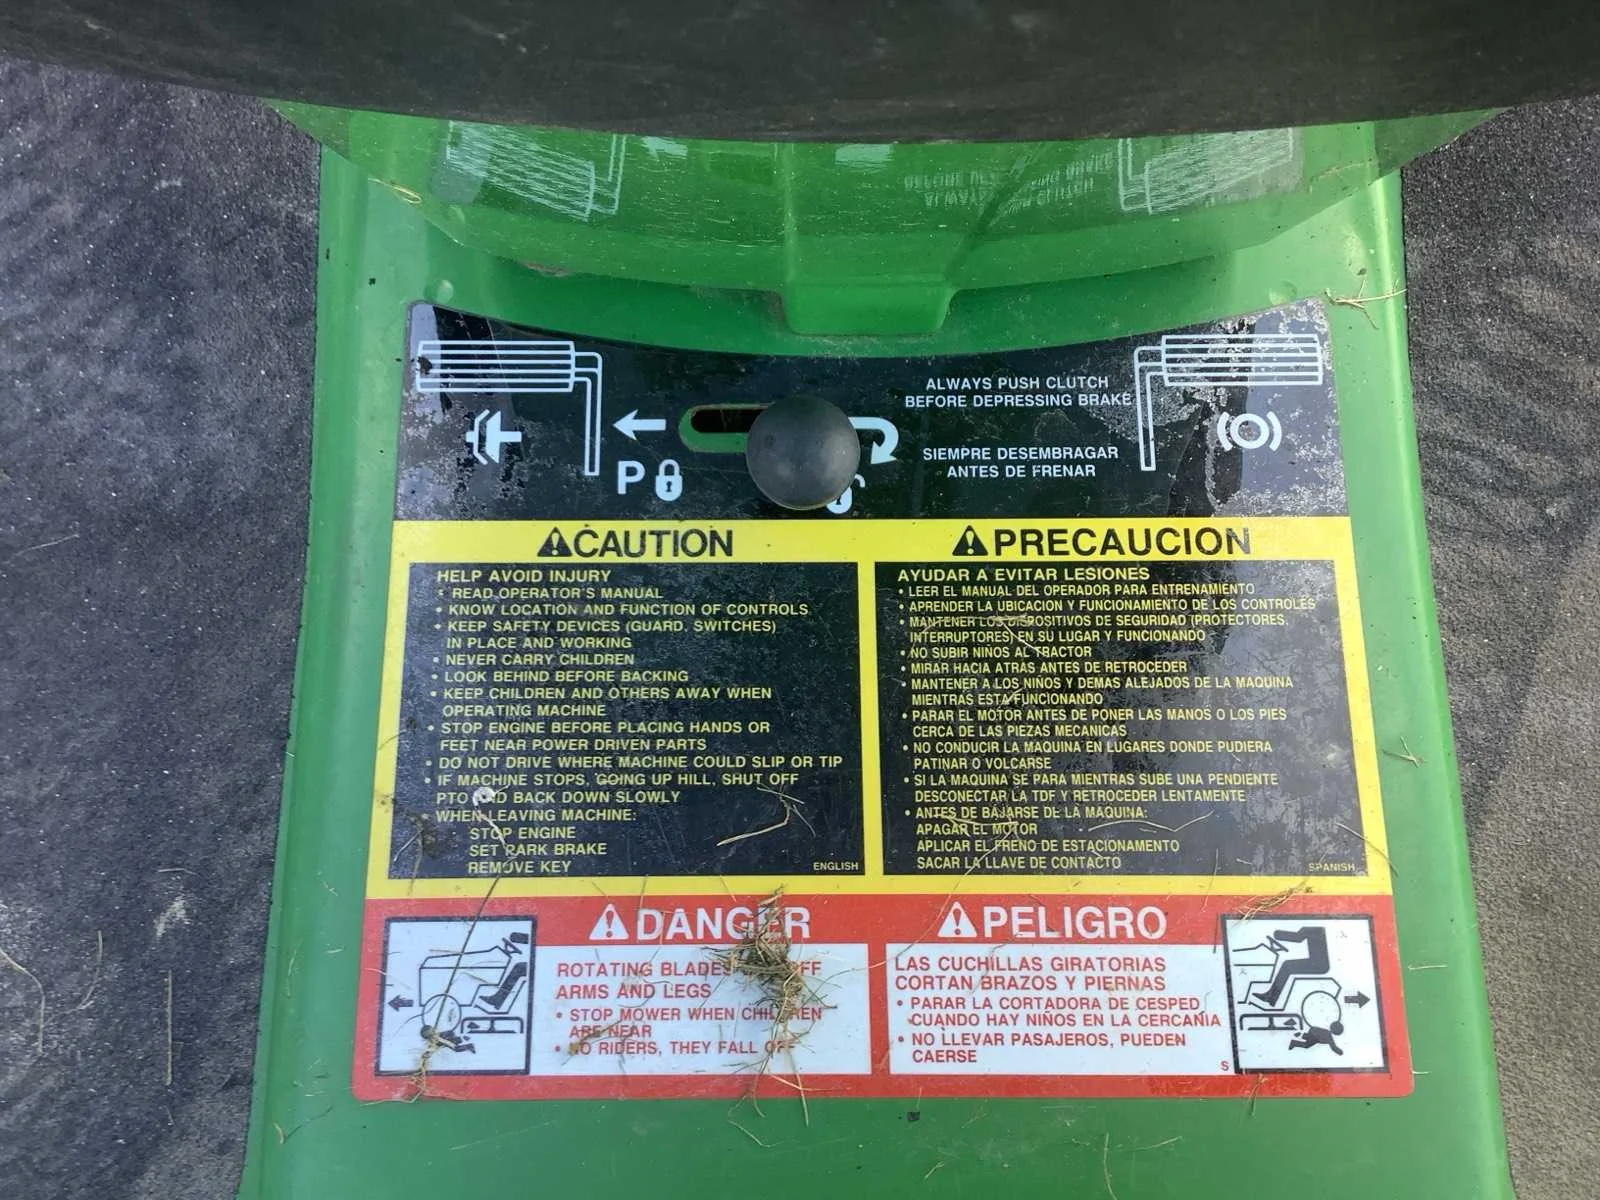 ALWAYS PUSH CLUTCH
BEFORE DEPRESSING BRAKE
SIEMPRE DESEMBRAGAR
ANTES DE FRENAR
P
CAUTION
HELP AVOID INJURY
• READ OPERATOR'S MANUAL
• KNOW LOCATION AND FUNCTION OF CONTROLS
• KEEP SAFETY DEVICES (GUARD, SWITCHES)
IN PLACE AND WORKING
• NEVER CARRY CHILDREN
• LOOK BEHIND BEFORE BACKING
• KEEP CHILDREN AND OTHERS AWAY WHEN
OPERATING MACHINE
• STOP ENGINE BEFORE PLACING HANDS OR
FEET NEAR POWER DRIVEN PARTS
• DO NOT DRIVE WHERE MACHINE COULD SLIP OR TIP
• IF MACHINE STOPS, GOING UP HILL, SHUT OFF
PTO AND BACK DOWN SLOWLY
• WHEN LEAVING MACHINE:
STOP ENGINE
SET PARK BRAKE
REMOVE KEY
ENGLISH
PRECAUCION
AYUDAR A EVITAR LESIONES
• LEER EL MANUAL DEL OPERADOR PARA ENTRENAMIENTO
• APRENDER LA UBICACION Y FUNCIONAMIENTO DE LOS CONTROLES
• MANTENER LOS DISPOSITIVOS DE SEGURIDAD (PROTECTORES,
INTERRUPTORES) EN SU LUGAR Y FUNCIONANDO
• NO SUBIR NIÑOS AL TRACTOR
• MIRAR HACIA ATRAS ANTES DE RETROCEDER
• MANTENER A LOS NIÑOS Y DEMAS ALEJADOS DE LA MAQUINA
MIENTRAS ESTA FUNCIONANDO
• PARAR EL MOTOR ANTES DE PONER LAS MANOS O LOS PIES
CERCA DE LAS PIEZAS MECANICAS
• NO CONDUCIR LA MAQUINA EN LUGARES DONDE PUDIERA
PATINAR O VOLCARSE
• SI LA MAQUINA SE PARA MIENTRAS SUBE UNA PENDIENTE
DESCONECTAR LA TDF Y RETROCEDER LENTAMENTE
• ANTES DE BAJARSE DE LA MAQUINA:
APAGAR EL MOTOR
APLICAR EL FRENO DE ESTACIONAMENTO
SACAR LA LLAVE DE CONTACTO
SPANISH
DANGER
ROTATING BLADES OFF
ARMS AND LEGS
• STOP MOWER WHEN CHILDREN
ARE NEAR
• NO RIDERS, THEY FALL OFF
PELIGRO
LAS CUCHILLAS GIRATORIAS
CORTAN BRAZOS Y PIERNAS
• PARAR LA CORTADORA DE CESPED
CUANDO HAY NIÑOS EN LA CERCANIA
• NO LLEVAR PASAJEROS, PUEDEN
CAERSE
S